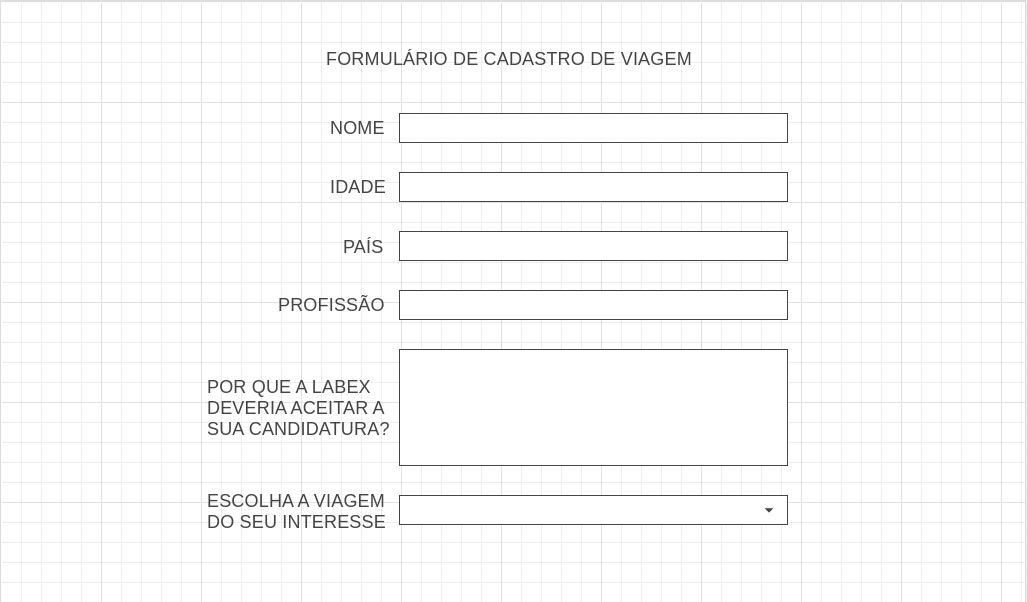 FORMULÁRIO DE CADASTRO DE VIAGEM
NOME
IDADE
PAÍS
PROFISSÃO
POR QUE A LABEX
DEVERIA ACEITAR A
SUA CANDIDATURA?
ESCOLHA A VIAGEM
DO SEU INTERESSE